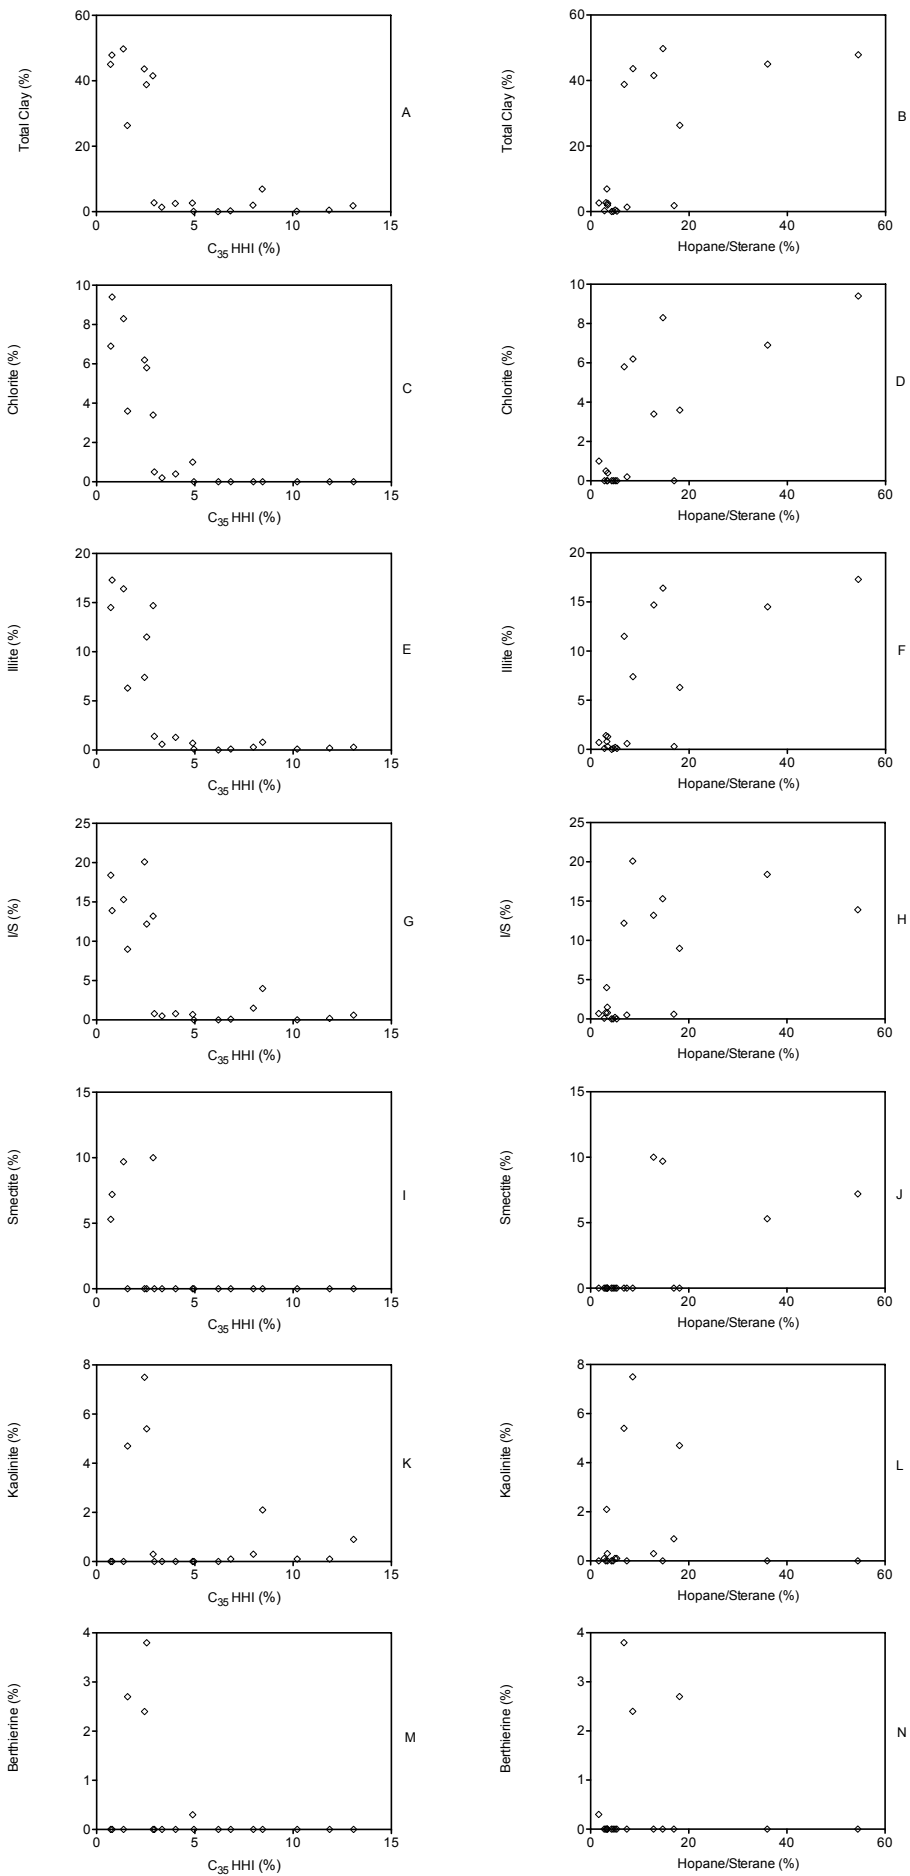 60
40
20
0
Total Clay (%)
0 5 10 15
C35 HHI (%)
A
60
40
20
0
Total Clay (%)
0 20 40 60
Hopane/Sterane (%)
B
10
8
6
4
2
0
Chlorite (%)
0 5 10 15
C35 HHI (%)
C
10
8
6
4
2
0
Chlorite (%)
0 20 40 60
Hopane/Sterane (%)
D
20
15
10
5
0
Illite (%)
0 5 10 15
C35 HHI (%)
E
20
15
10
5
0
Illite (%)
0 20 40 60
Hopane/Sterane (%)
F
25
20
15
10
5
0
I/S (%)
0 5 10 15
C35 HHI (%)
G
25
20
15
10
5
0
I/S (%)
0 20 40 60
Hopane/Sterane (%)
H
15
10
5
0
Smectite (%)
0 5 10 15
C35 HHI (%)
I
15
10
5
0
Smectite (%)
0 20 40 60
Hopane/Sterane (%)
J
8
6
4
2
0
Kaolinite (%)
0 5 10 15
C35 HHI (%)
K
8
6
4
2
0
Kaolinite (%)
0 20 40 60
Hopane/Sterane (%)
L
4
3
2
1
0
Berthierine (%)
0 5 10 15
C35 HHI (%)
M
4
3
2
1
0
Berthierine (%)
0 20 40 60
Hopane/Sterane (%)
N